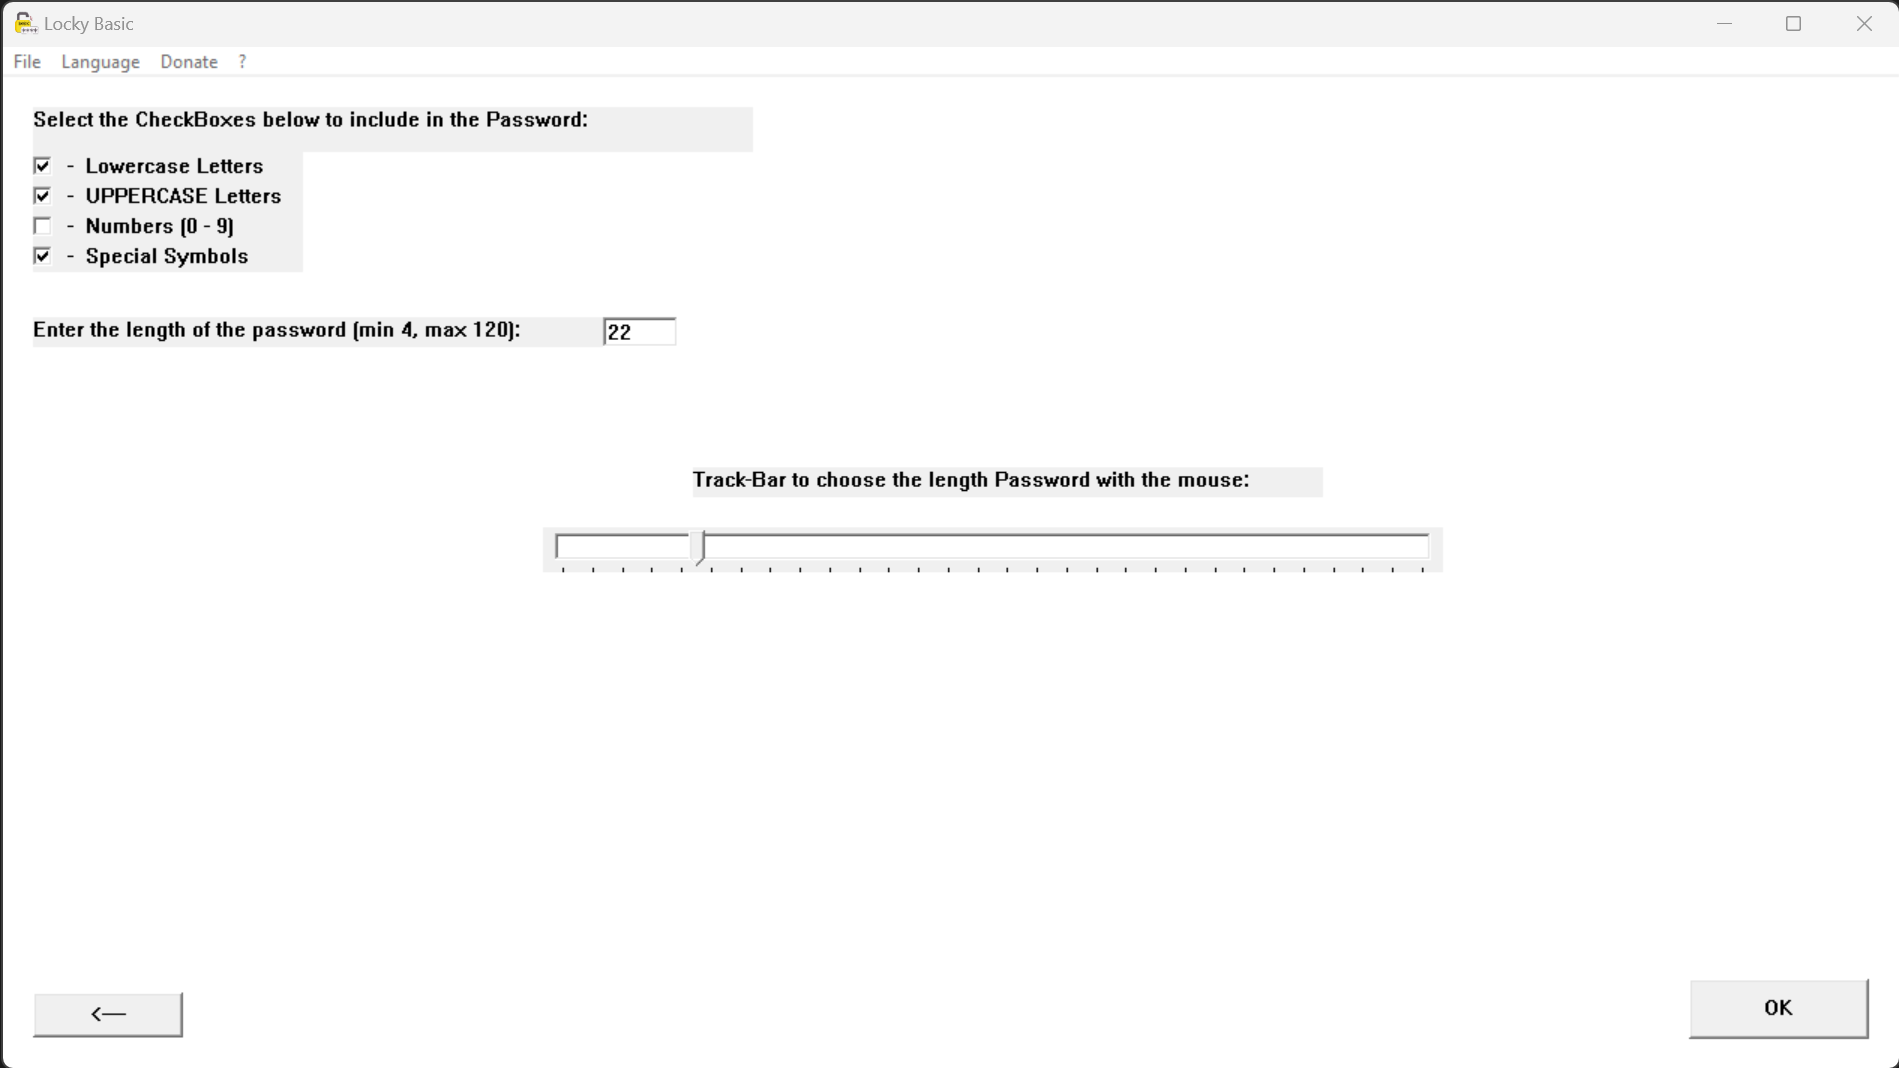 Locky Basic
File Language Donate ?
Select the CheckBoxes below to include in the Password:
- Lowercase Letters
- UPPERCASE Letters
- Numbers (0 - 9)
- Special Symbols
Enter the length of the password (min 4, max 120): 22
Track-Bar to choose the length Password with the mouse:
<—
OK